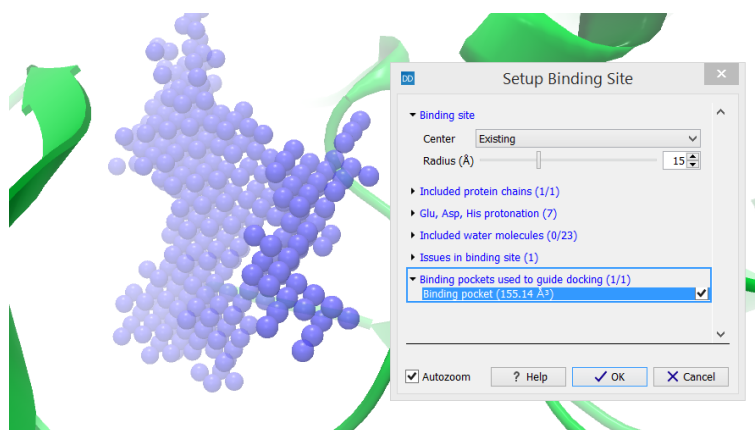 DD Setup Binding Site
Binding site
Center Existing
Radius (Å) 15
Included protein chains (1/1)
Glu, Asp, His protonation (7)
Included water molecules (0/23)
Issues in binding site (1)
Binding pockets used to guide docking (1/1)
Binding pocket (155.14 Å³)
Autozoom ? Help OK Cancel